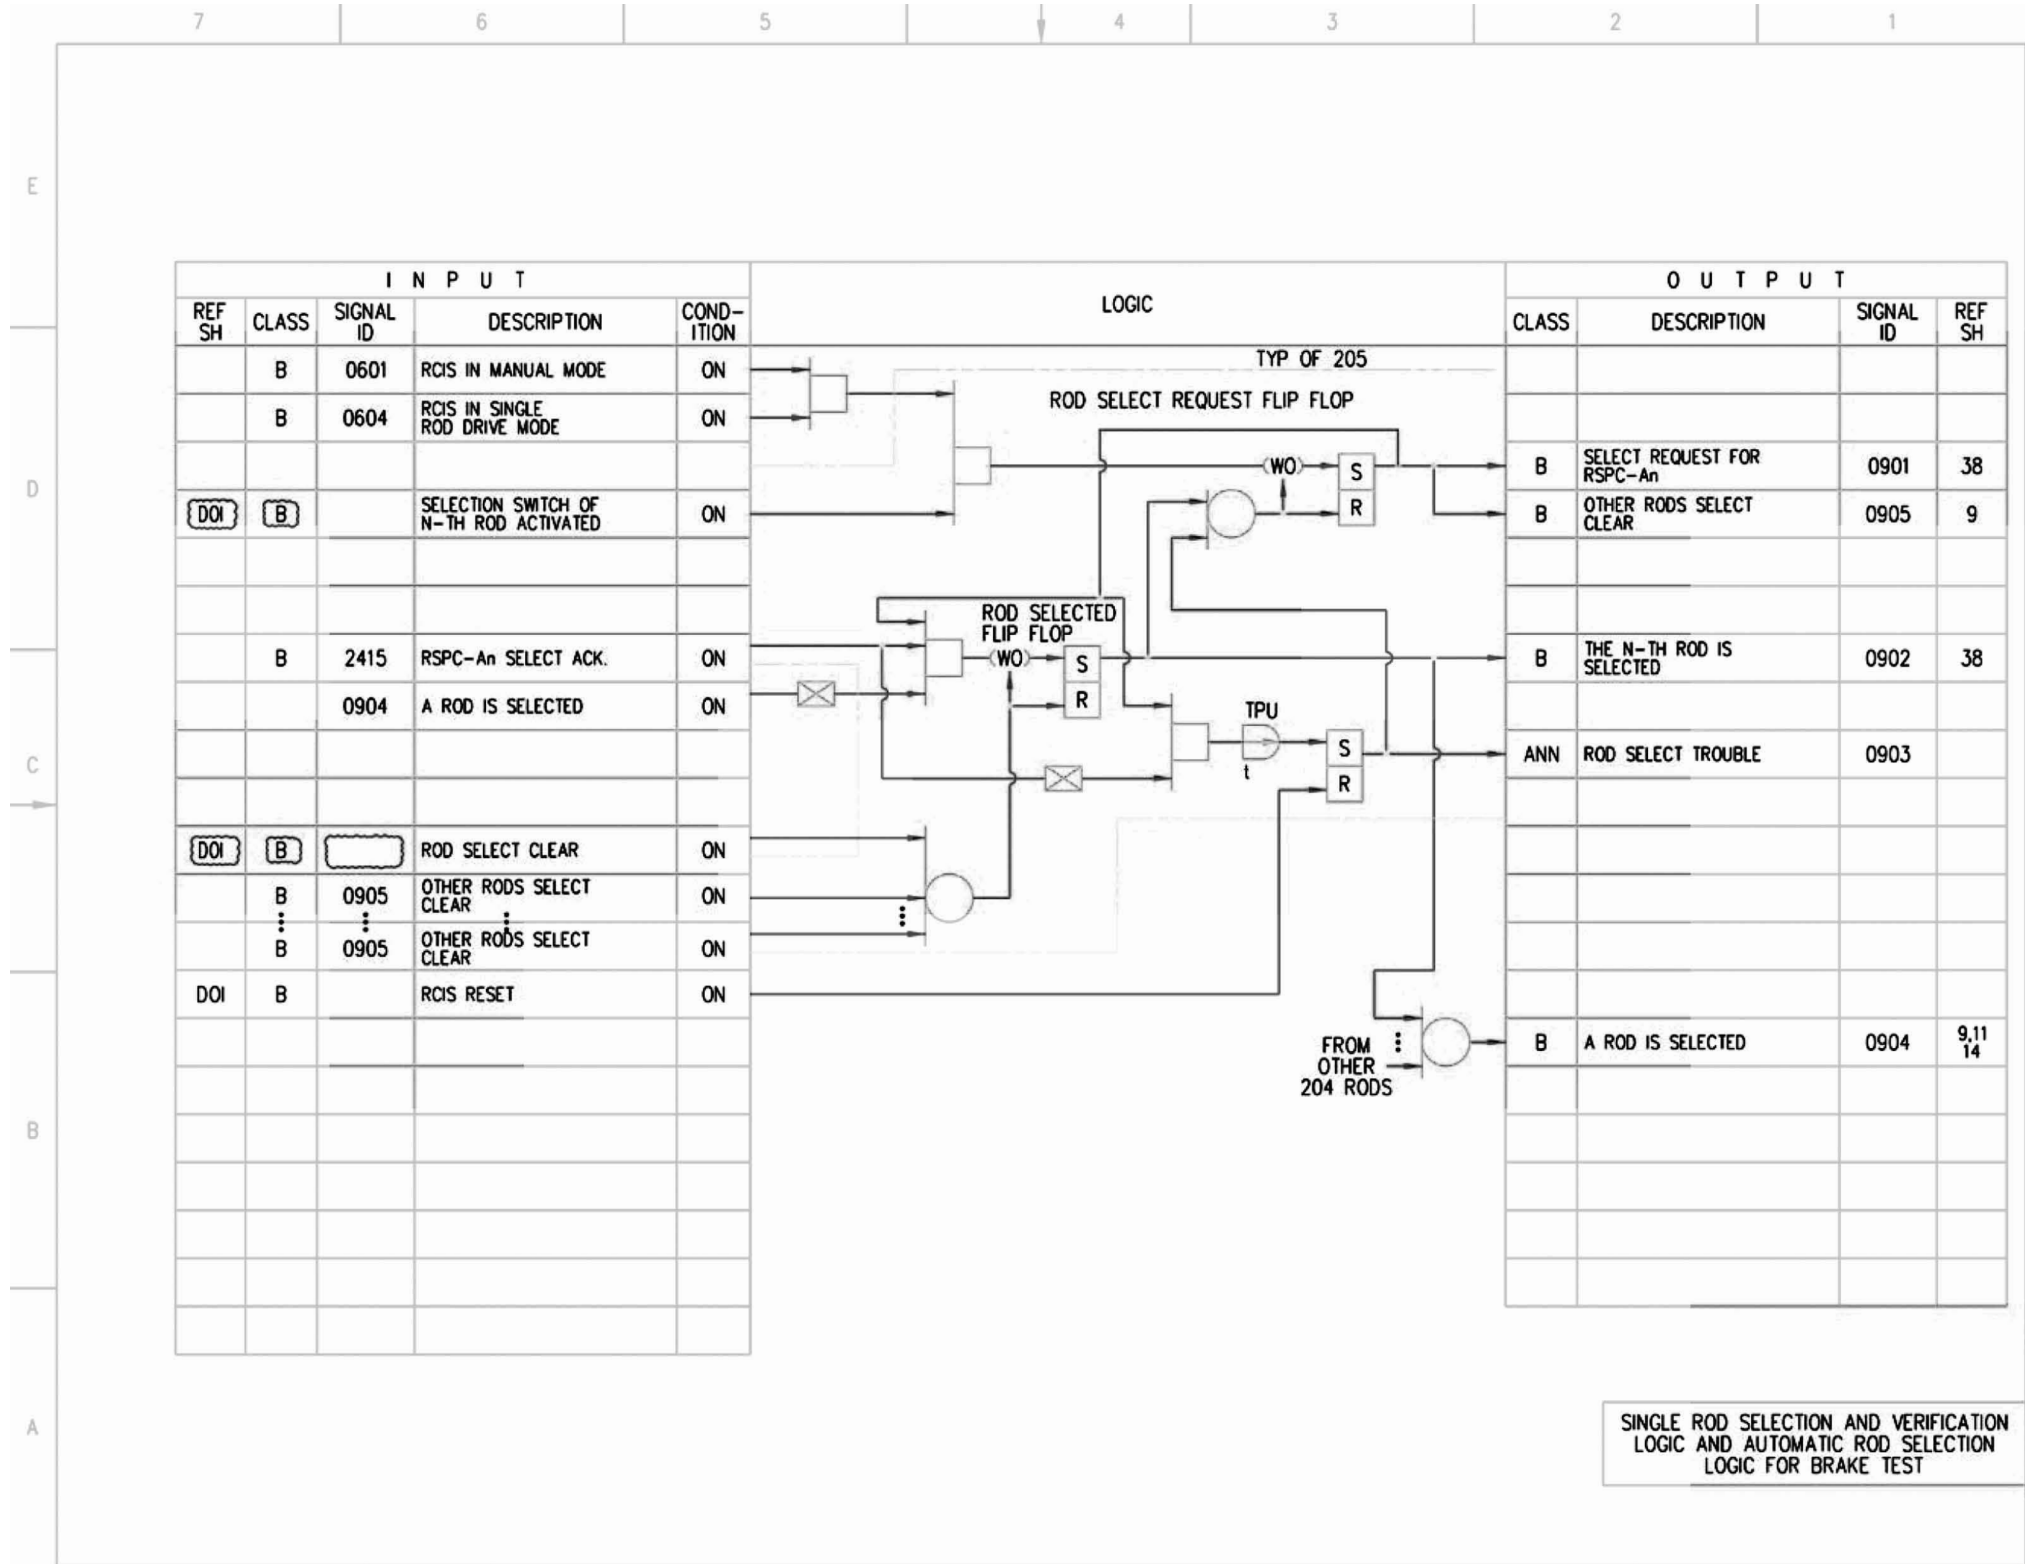 7 6 5 4 3 2 1
E
D
C
B
A
I N P U T
LOGIC
O U T P U T
REF SH
CLASS
SIGNAL ID
DESCRIPTION
COND-ITION
CLASS
DESCRIPTION
SIGNAL ID
REF SH
B 0601 RCIS IN MANUAL MODE ON
B 0604 RCIS IN SINGLE
ROD DRIVE MODE ON
DOI B SELECTION SWITCH OF
N-TH ROD ACTIVATED ON
B 2415 RSPC-An SELECT ACK. ON
0904 A ROD IS SELECTED ON
DOI B ROD SELECT CLEAR ON
B 0905 OTHER RODS SELECT
CLEAR ON
B 0905 OTHER RODS SELECT
CLEAR ON
DOI B RCIS RESET ON
TYP OF 205
ROD SELECT REQUEST FLIP FLOP
(WO)
S
R
ROD SELECTED
FLIP FLOP
(WO)
S
R
TPU
t
S
R
FROM
OTHER
204 RODS
B SELECT REQUEST FOR
RSPC-An 0901 38
B OTHER RODS SELECT
CLEAR 0905 9
B THE N-TH ROD IS
SELECTED 0902 38
ANN ROD SELECT TROUBLE 0903
B A ROD IS SELECTED 0904 9,11
14
SINGLE ROD SELECTION AND VERIFICATION
LOGIC AND AUTOMATIC ROD SELECTION
LOGIC FOR BRAKE TEST